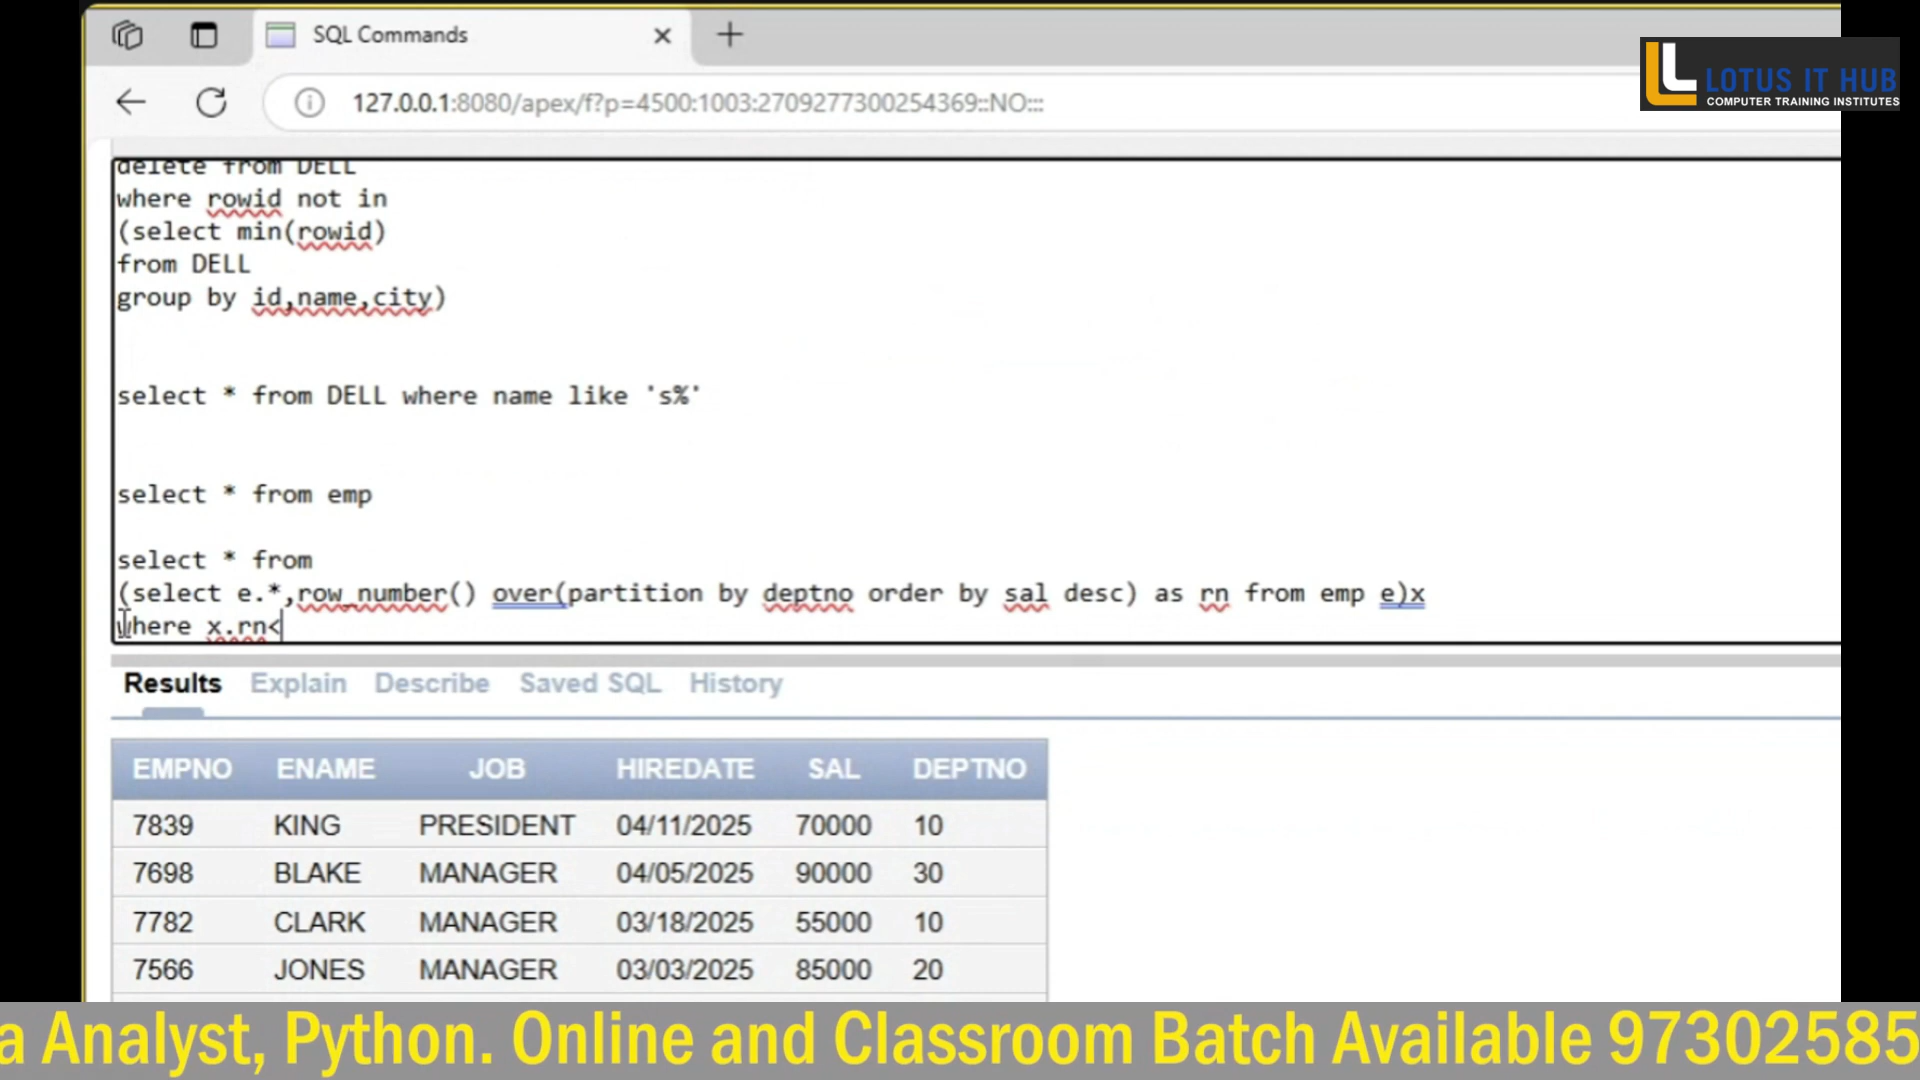 SQL Commands
127.0.0.1:8080/apex/f?p=4500:1003:2709277300254369::NO:::
LOTUS IT HUB
COMPUTER TRAINING INSTITUTES
delete from DELL
where rowid not in
(select min(rowid)
from DELL
group by id,name,city)
select * from DELL where name like 's%'
select * from emp
select * from
(select e.*,row_number() over(partition by deptno order by sal desc) as rn from emp e)x
where x.rn<
Results Explain Describe Saved SQL History
EMPNO ENAME JOB HIREDATE SAL DEPTNO
7839 KING PRESIDENT 04/11/2025 70000 10
7698 BLAKE MANAGER 04/05/2025 90000 30
7782 CLARK MANAGER 03/18/2025 55000 10
7566 JONES MANAGER 03/03/2025 85000 20
a Analyst, Python. Online and Classroom Batch Available 97302585